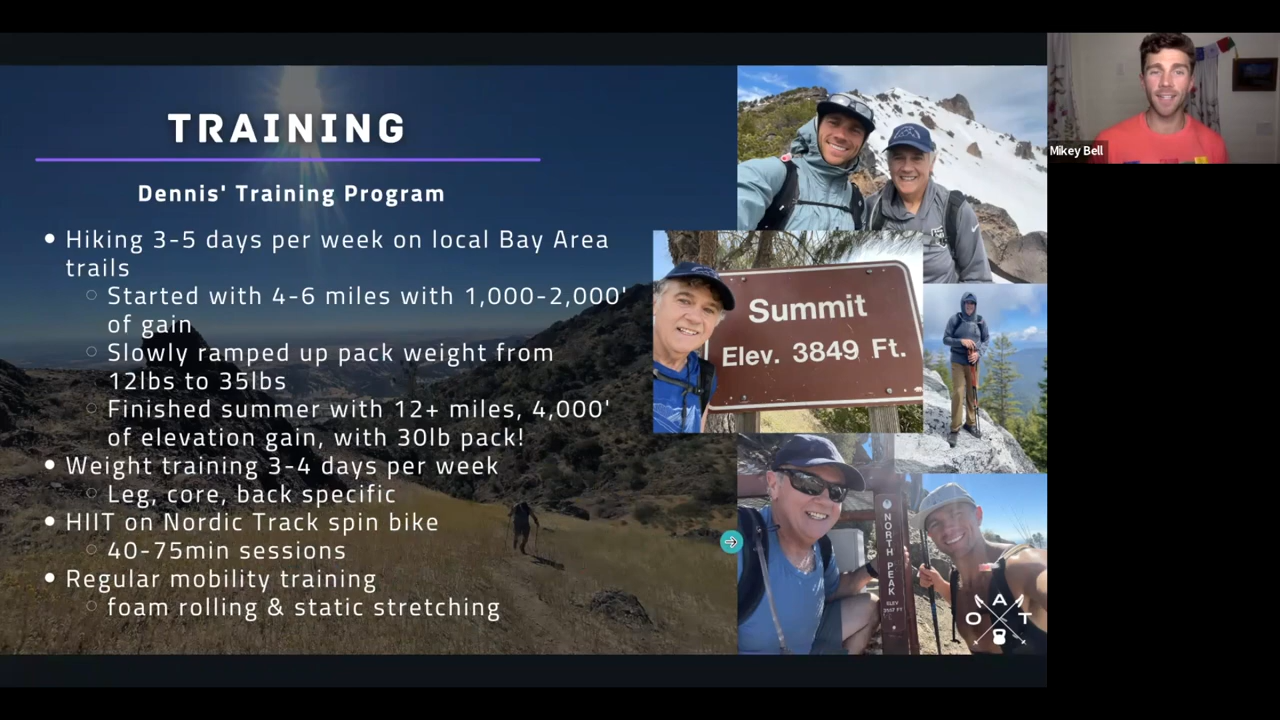 TRAINING
Dennis' Training Program
Hiking 3-5 days per week on local Bay Area
trails
Started with 4-6 miles with 1,000-2,000'
of gain
Slowly ramped up pack weight from
12lbs to 35lbs
Finished summer with 12+ miles, 4,000'
of elevation gain, with 30lb pack!
Weight training 3-4 days per week
Leg, core, back specific
HIIT on Nordic Track spin bike
40-75min sessions
Regular mobility training
foam rolling & static stretching
Summit
Elev. 3849 Ft.
NORTH PEAK
ELEV
A
O T
Mikey Bell